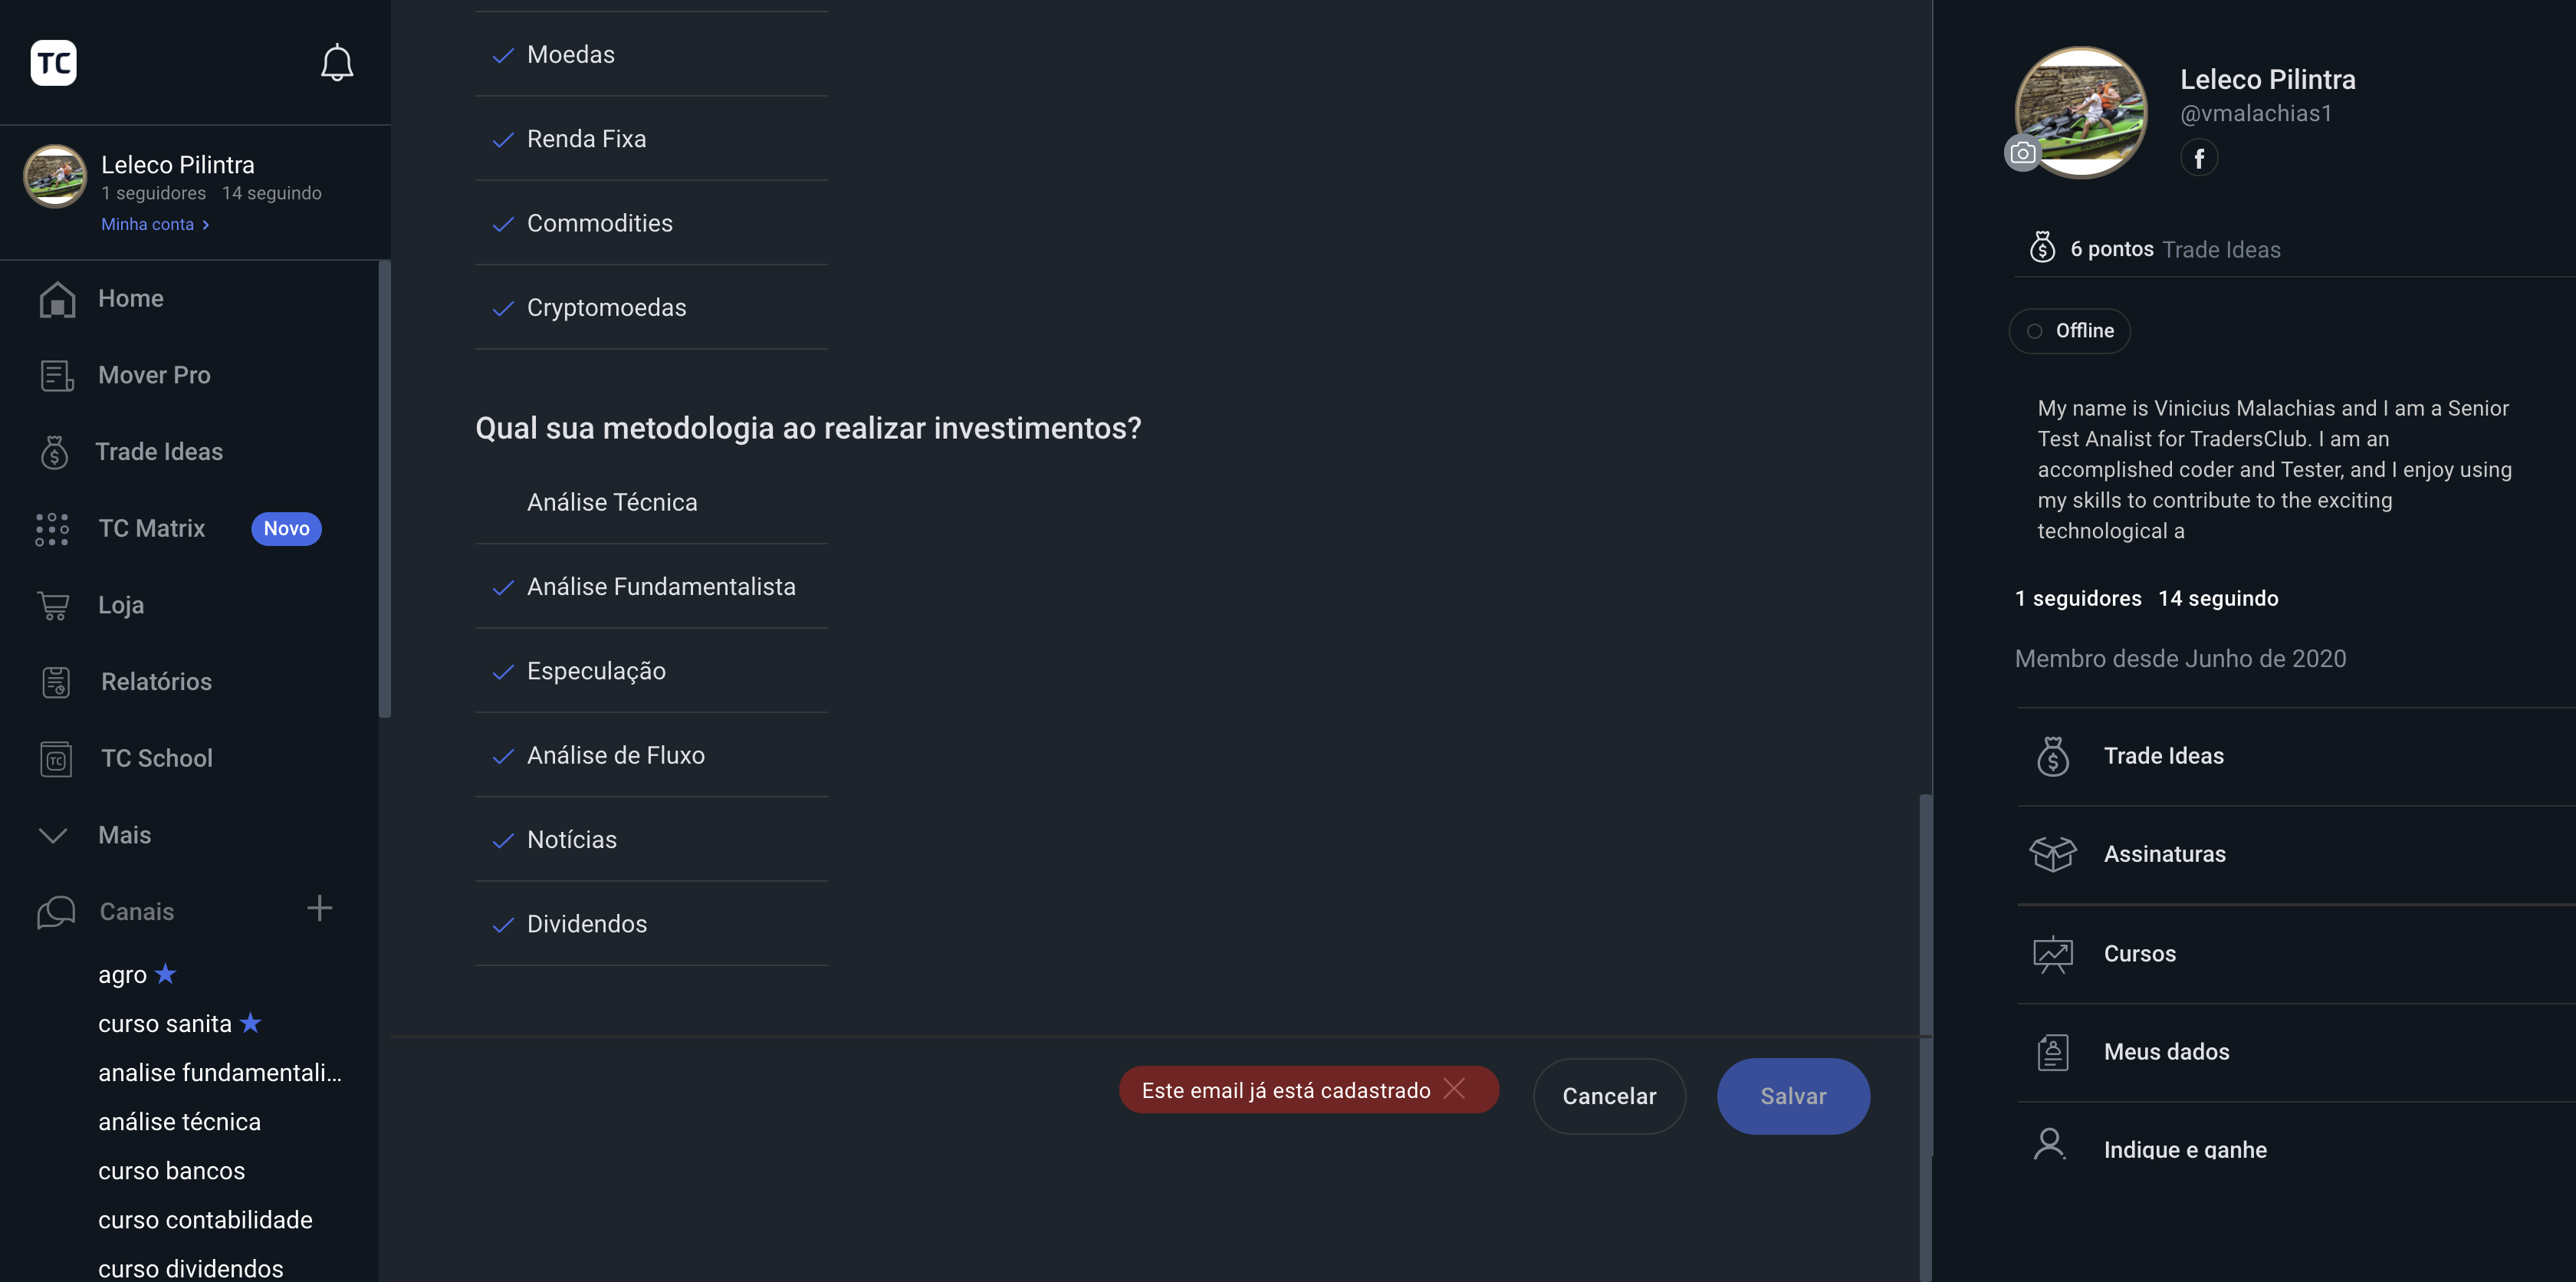 TC
Leleco Pilintra
1 seguidores 14 seguindo
Minha conta
Home
Mover Pro
Trade Ideas
TC Matrix Novo
Loja
Relatórios
TC School
Mais
Canais
agro
curso sanita
analise fundamentali...
análise técnica
curso bancos
curso contabilidade
curso dividendos
Moedas
Renda Fixa
Commodities
Cryptomoedas
Qual sua metodologia ao realizar investimentos?
Análise Técnica
Análise Fundamentalista
Especulação
Análise de Fluxo
Notícias
Dividendos
Este email já está cadastrado
Cancelar
Salvar
Leleco Pilintra
@vmalachias1
6 pontos Trade Ideas
Offline
My name is Vinicius Malachias and I am a Senior
Test Analist for TradersClub. I am an
accomplished coder and Tester, and I enjoy using
my skills to contribute to the exciting
technological a
1 seguidores 14 seguindo
Membro desde Junho de 2020
Trade Ideas
Assinaturas
Cursos
Meus dados
Indique e ganhe